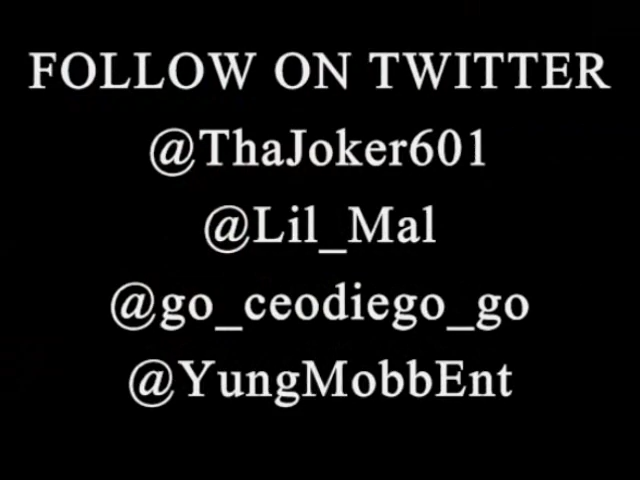 FOLLOW ON TWITTER
@ThaJoker601
@Lil_Mal
@go_ceodiego_go
@YungMobbEnt